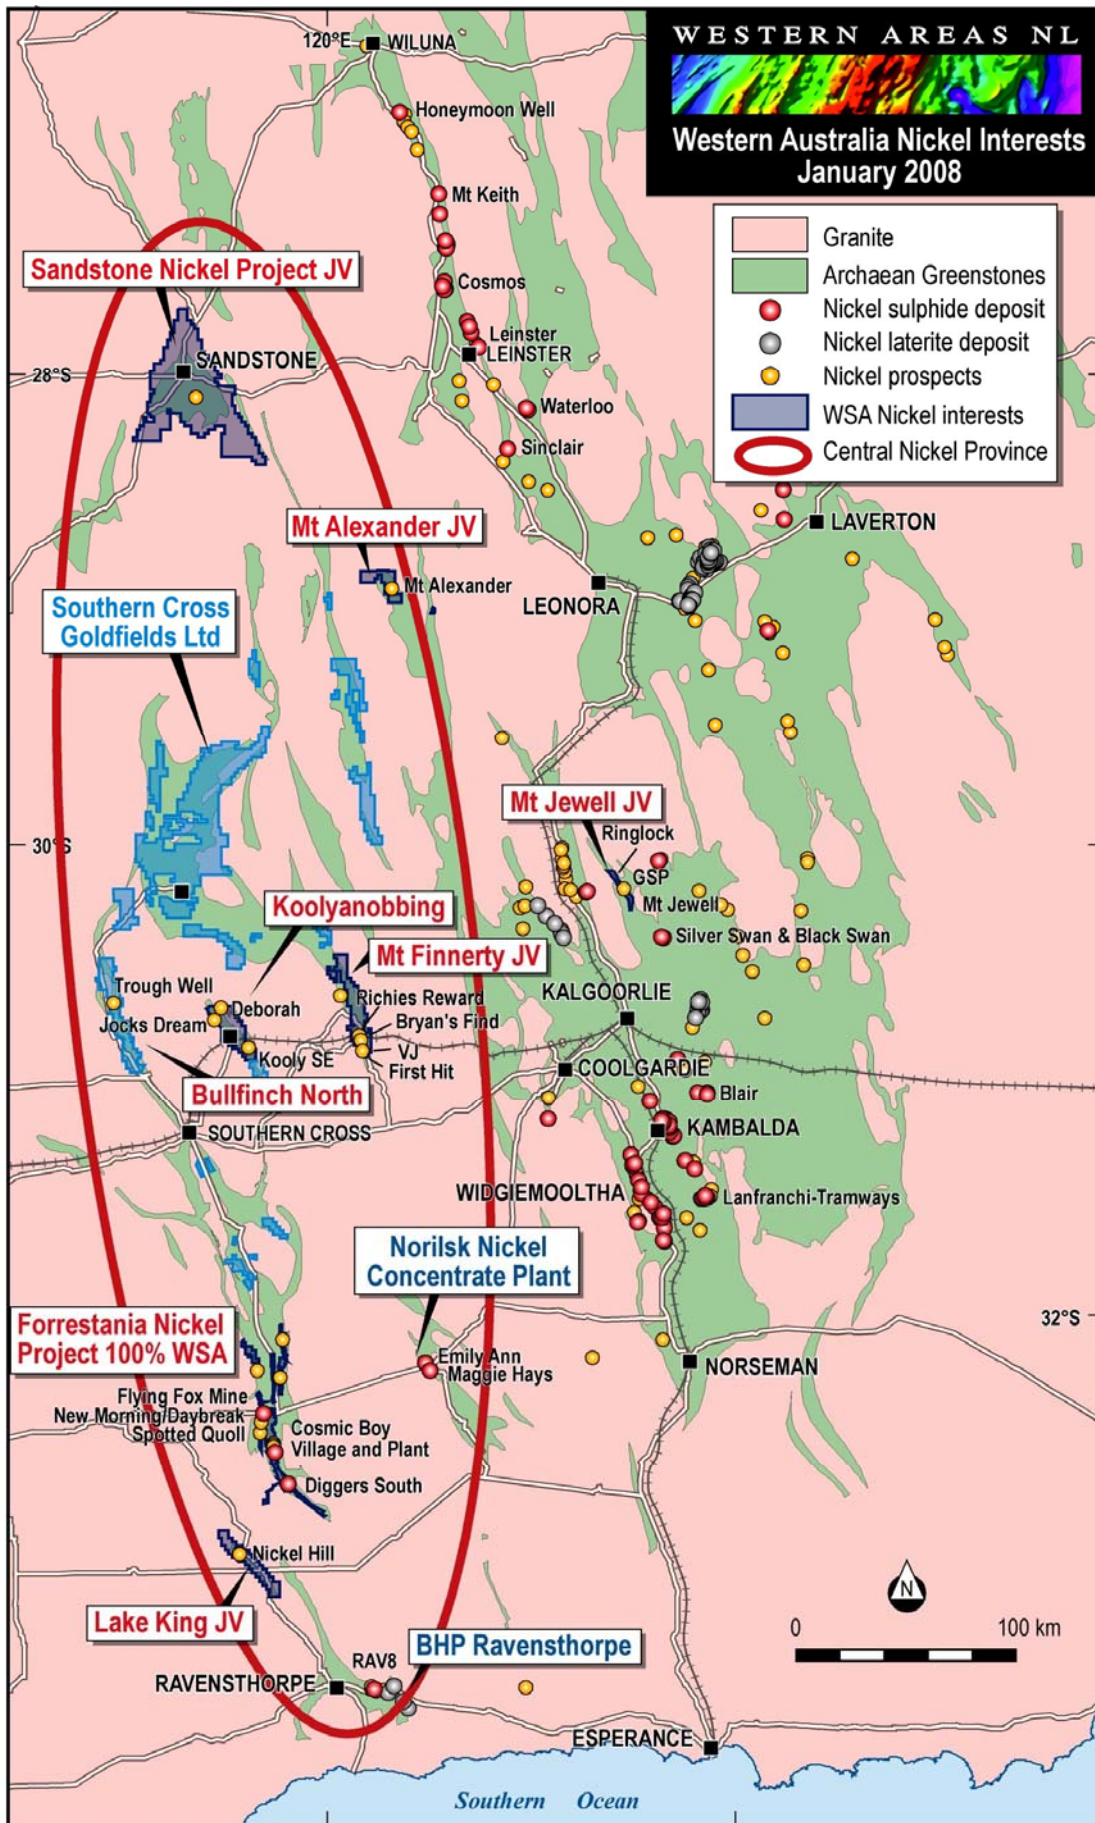 120°E
WILUNA
WESTERN AREAS NL
Western Australia Nickel Interests
January 2008
Honeymoon Well
Mt Keith
Granite
Archaean Greenstones
Nickel sulphide deposit
Nickel laterite deposit
Nickel prospects
WSA Nickel interests
Central Nickel Province
Sandstone Nickel Project JV
Cosmos
Leinster
LEINSTER
SANDSTONE
28°S
Waterloo
Sinclair
Mt Alexander JV
Mt Alexander
LAVERTON
LEONORA
Southern Cross
Goldfields Ltd
Mt Jewell JV
Ringlock
30°S
GSP
Mt Jewell
Koolyanobbing
Silver Swan & Black Swan
Mt Finnerty JV
Trough Well
Deborah
Richies Reward
KALGOORLIE
Jocks Dream
Bryan's Find
Kooly SE
VJ
First Hit
COOLGARDIE
Bullfinch North
Blair
SOUTHERN CROSS
KAMBALDA
WIDGIEMOOLTHA
Lanfranchi-Tramways
Norilsk Nickel
Concentrate Plant
32°S
Forrestania Nickel
Project 100% WSA
Emily Ann
Maggie Hays
NORSEMAN
Flying Fox Mine
New Morning/Daybreak
Spotted Quoll
Cosmic Boy
Village and Plant
Diggers South
Nickel Hill
N
Lake King JV
0
100 km
BHP Ravensthorpe
RAV8
RAVENSTHORPE
ESPERANCE
Southern Ocean